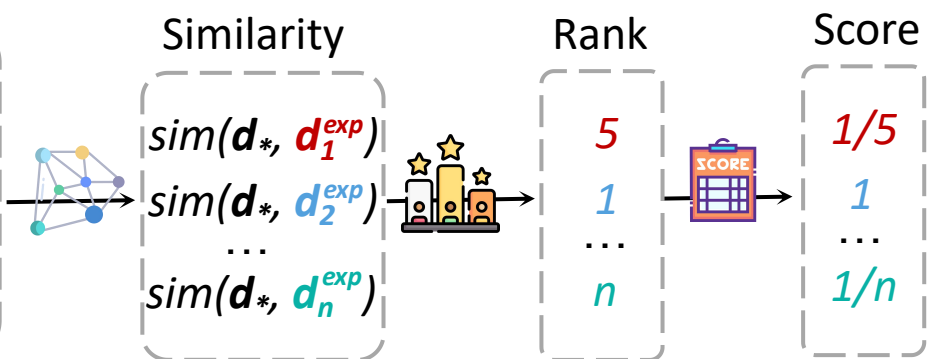 Similarity Rank Score
sim(d*, d₁ᵉˣᵖ) 5 1/5
SCORE
sim(d*, d₂ᵉˣᵖ) 1 1
... ... ...
sim(d*, dₙᵉˣᵖ) n 1/n